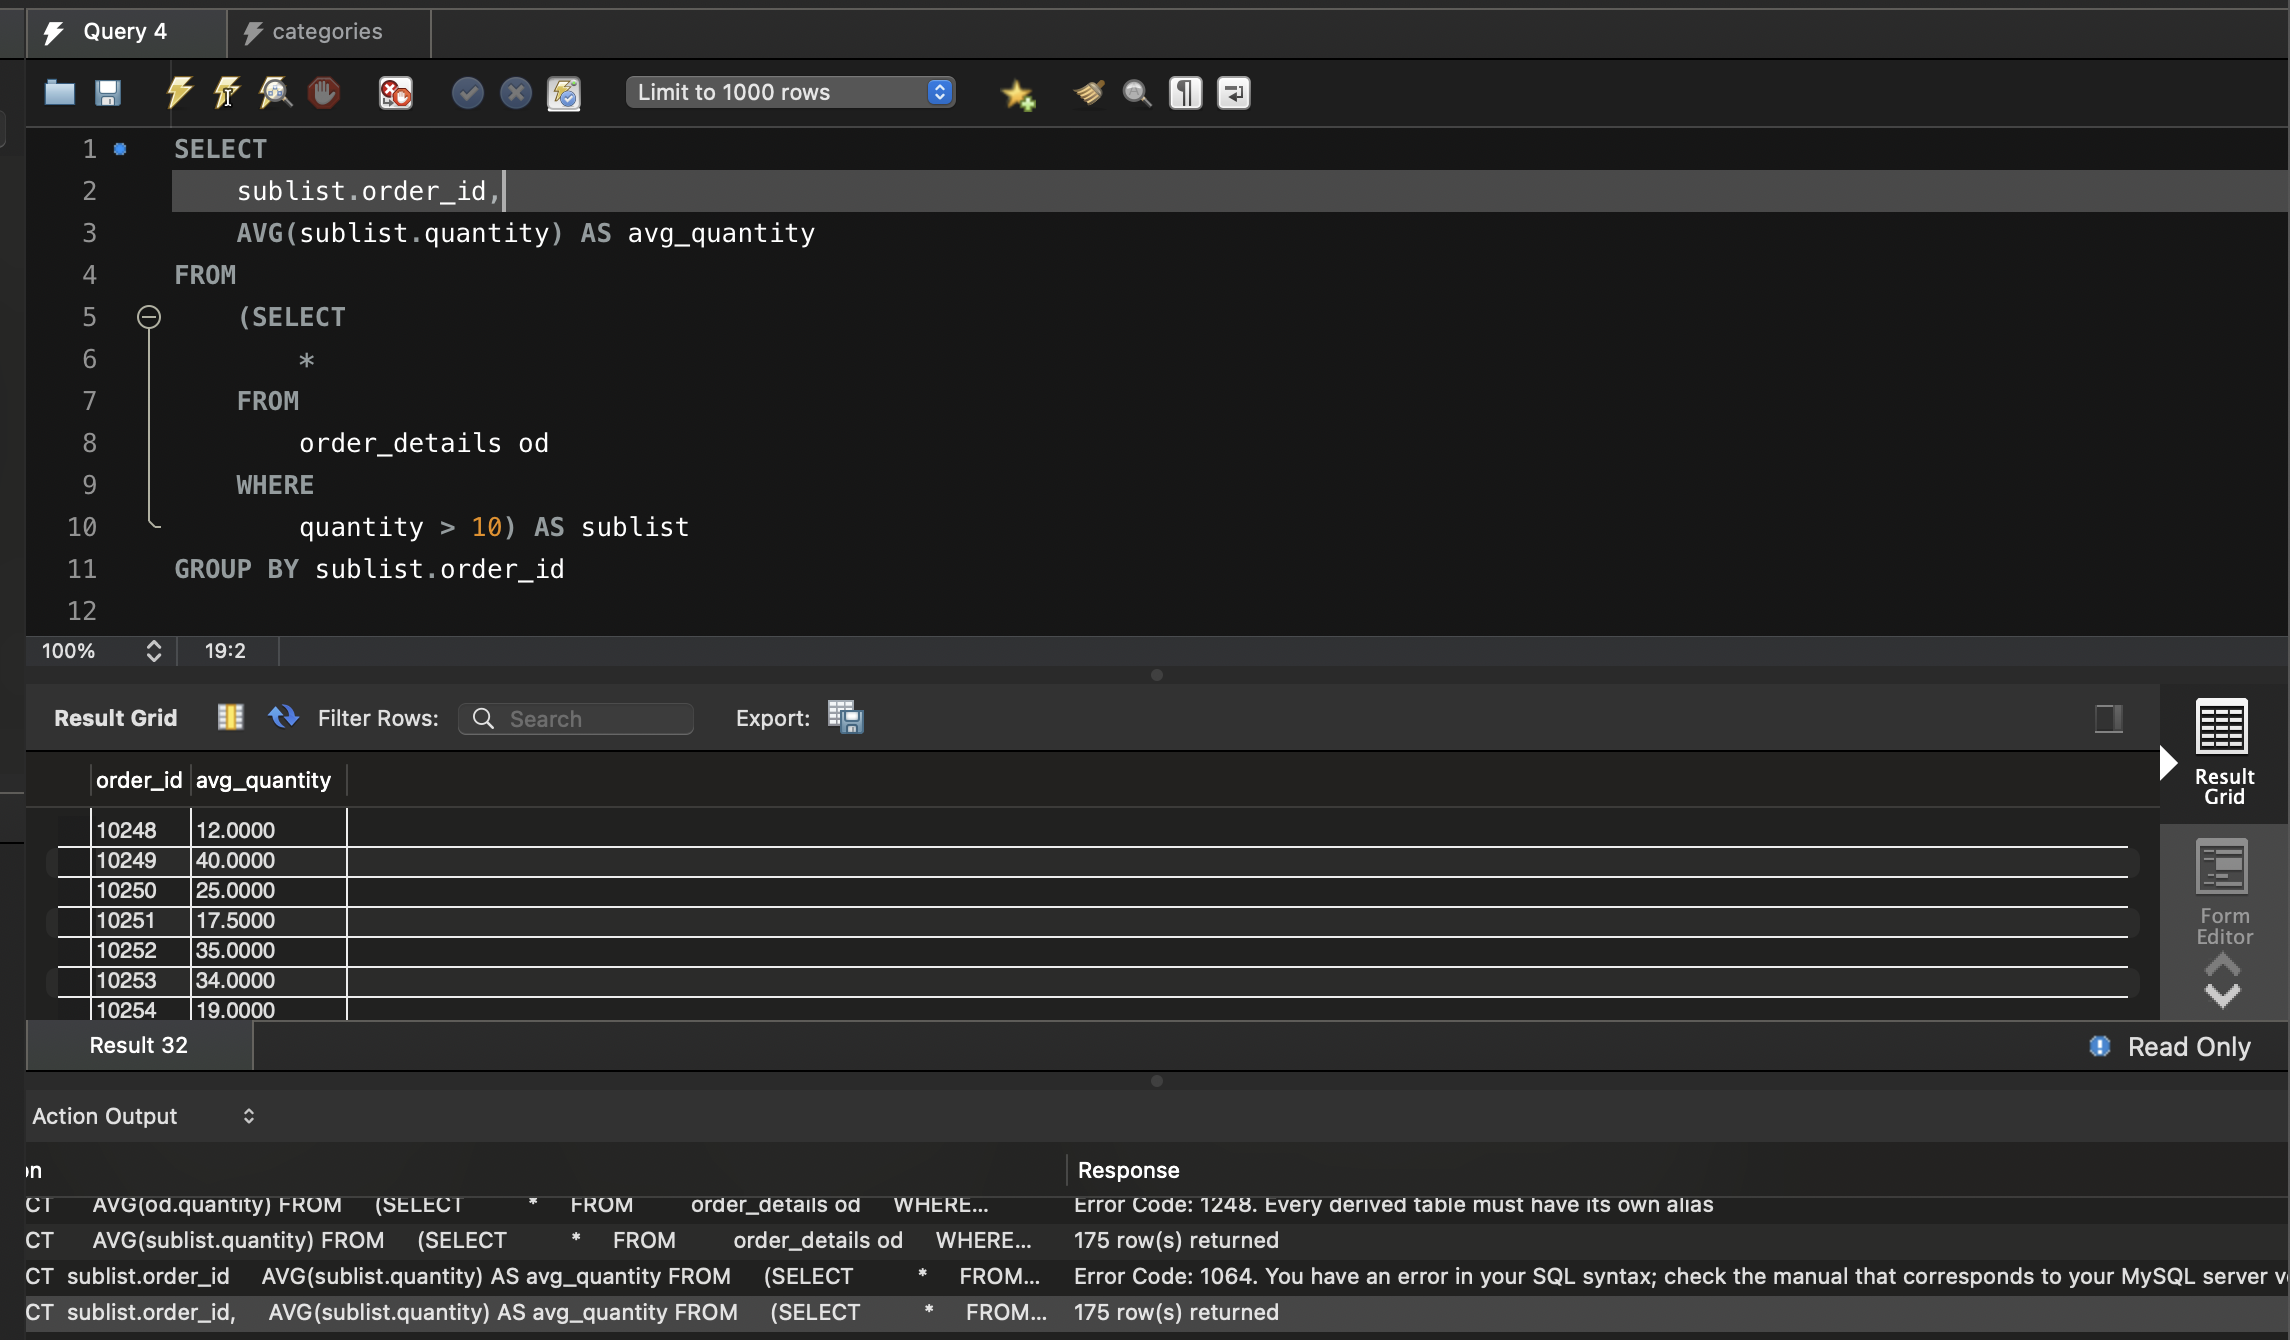 Query 4
categories
Limit to 1000 rows
1 SELECT
2 sublist.order_id,
3 AVG(sublist.quantity) AS avg_quantity
4 FROM
5 (SELECT
6 *
7 FROM
8 order_details od
9 WHERE
10 quantity > 10) AS sublist
11 GROUP BY sublist.order_id
12
100% 19:2
Result Grid Filter Rows: Search Export:
Result
Grid
Form
Editor
order_id avg_quantity
10248 12.0000
10249 40.0000
10250 25.0000
10251 17.5000
10252 35.0000
10253 34.0000
10254 19.0000
Result 32 Read Only
Action Output
on Response
CT AVG(od.quantity) FROM (SELECT * FROM order_details od WHERE... Error Code: 1248. Every derived table must have its own alias
CT AVG(sublist.quantity) FROM (SELECT * FROM order_details od WHERE... 175 row(s) returned
CT sublist.order_id AVG(sublist.quantity) AS avg_quantity FROM (SELECT * FROM... Error Code: 1064. You have an error in your SQL syntax; check the manual that corresponds to your MySQL server v
CT sublist.order_id, AVG(sublist.quantity) AS avg_quantity FROM (SELECT * FROM... 175 row(s) returned